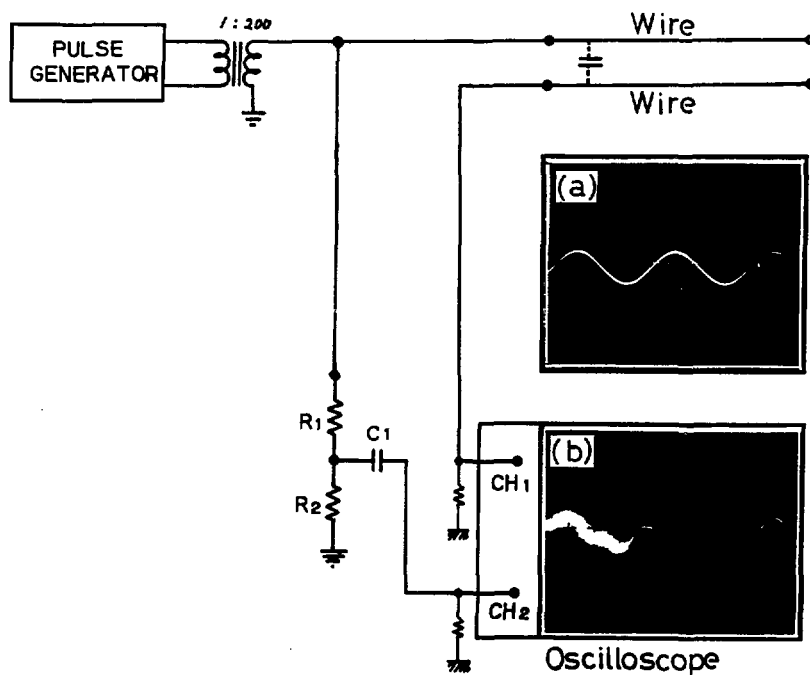 1 : 200
PULSE
GENERATOR
Wire
Wire
(a)
R1
C1
R2
(b)
CH1
CH2
Oscilloscope